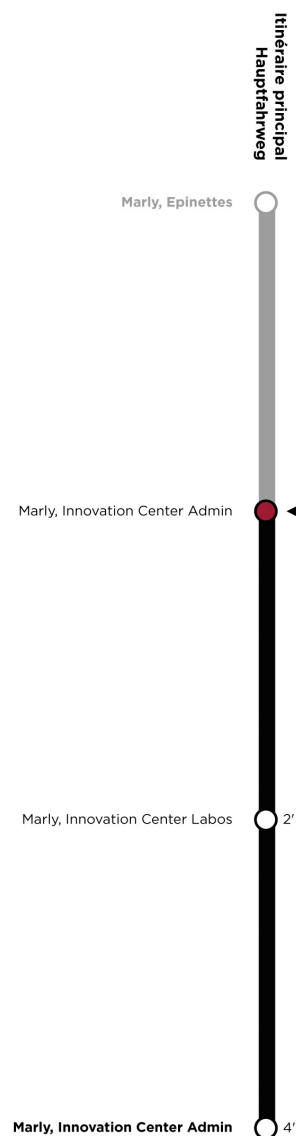 Itinéraire principal
Hauptfahrweg
Marly, Epinettes
Marly, Innovation Center Admin
Marly, Innovation Center Labos 2'
Marly, Innovation Center Admin 4'